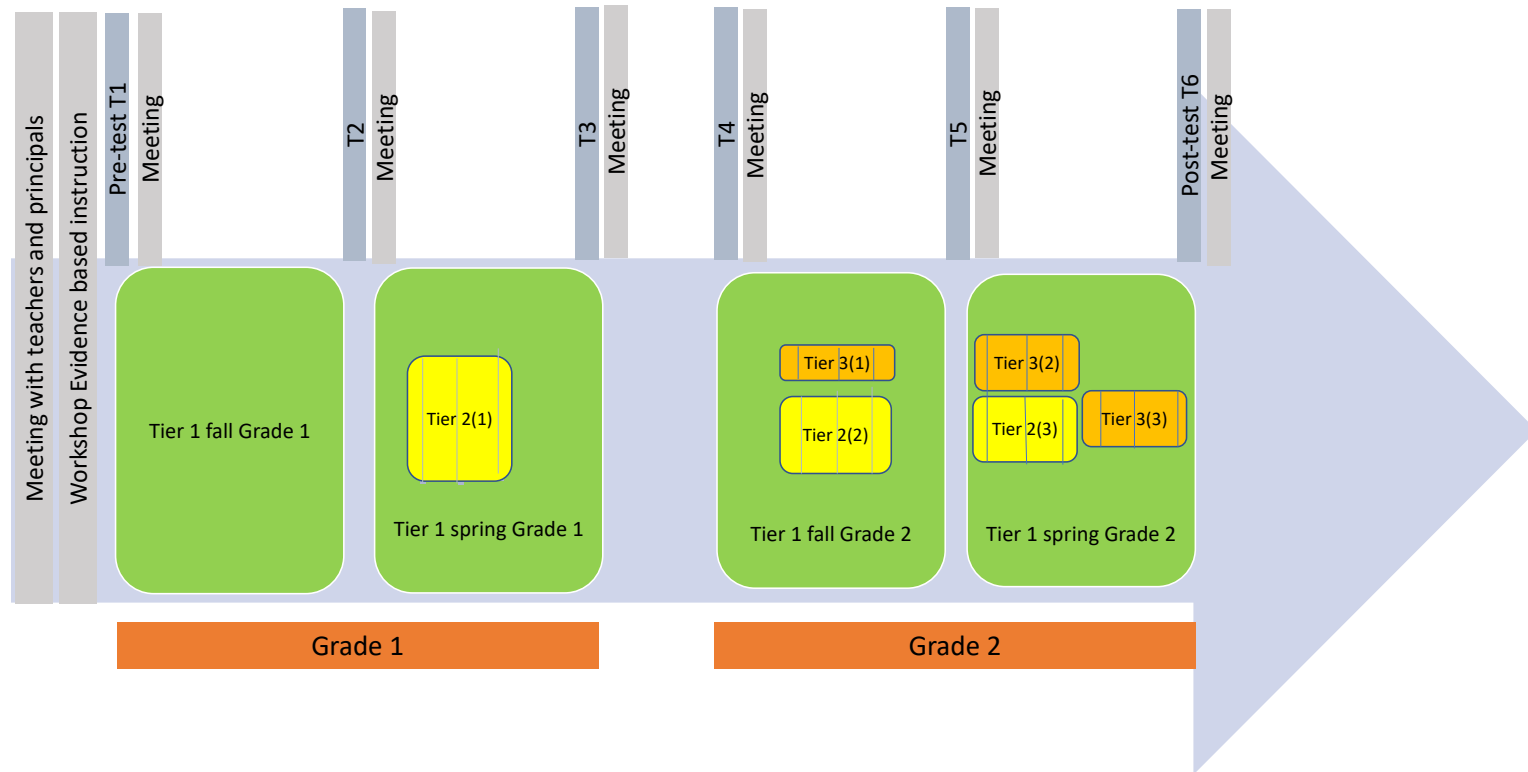 Meeting with teachers and principals
Workshop Evidence based instruction
Pre-test T1
Meeting
T2
Meeting
T3
Meeting
T4
Meeting
T5
Meeting
Post-test T6
Meeting
Tier 1 fall Grade 1
Tier 2(1)
Tier 1 spring Grade 1
Tier 3(1)
Tier 2(2)
Tier 1 fall Grade 2
Tier 3(2)
Tier 2(3)
Tier 3(3)
Tier 1 spring Grade 2
Grade 1
Grade 2